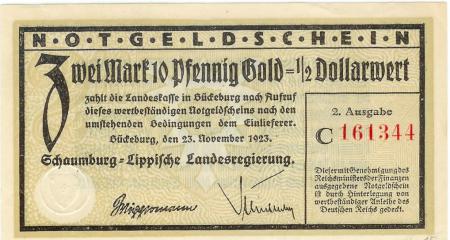 N·O·T·G·E·L·D·S·C·H·E·I·N
Zwei Mark 10 Pfennig Gold=1/2 Dollarwert
zahlt die Landeskasse in Bückeburg nach Aufruf
dieses wertbeständigen Notgeldscheins nach den
umstehenden Bedingungen dem Einlieferer.
Bückeburg, den 23. November 1923.
Schaumburg-Lippische Landesregierung.
2. Ausgabe
C 161344
Dieser mit Genehmigung des
Reichsministers der Finanzen
ausgegebene Notgeldschein
ist durch Hinterlegung von
wertbeständiger Anleihe des
Deutschen Reichs gedeckt.